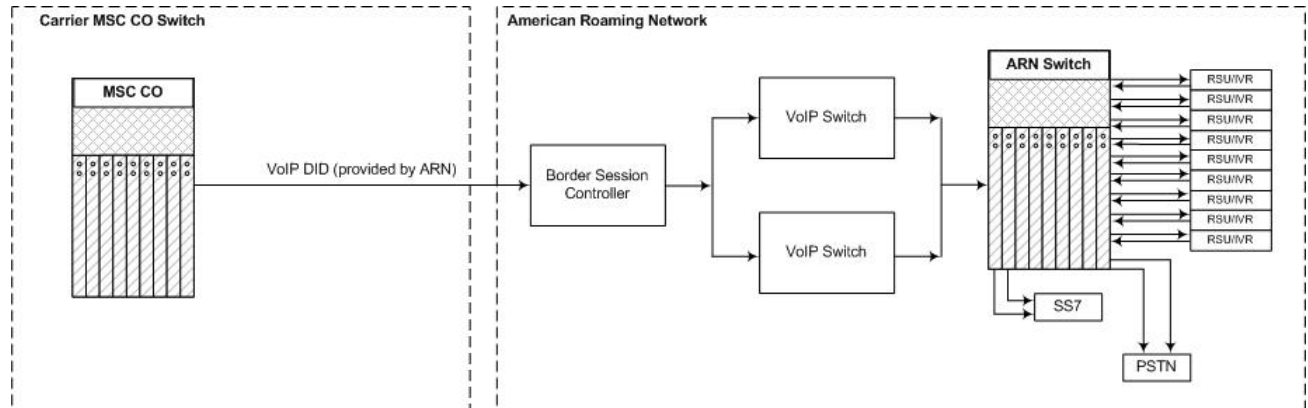 Carrier MSC CO Switch
American Roaming Network
MSC CO
VoIP DID (provided by ARN)
Border Session
Controller
VoIP Switch
VoIP Switch
ARN Switch
RSU/IVR
RSU/IVR
RSU/IVR
RSU/IVR
RSU/IVR
RSU/IVR
RSU/IVR
RSU/IVR
RSU/IVR
SS7
PSTN